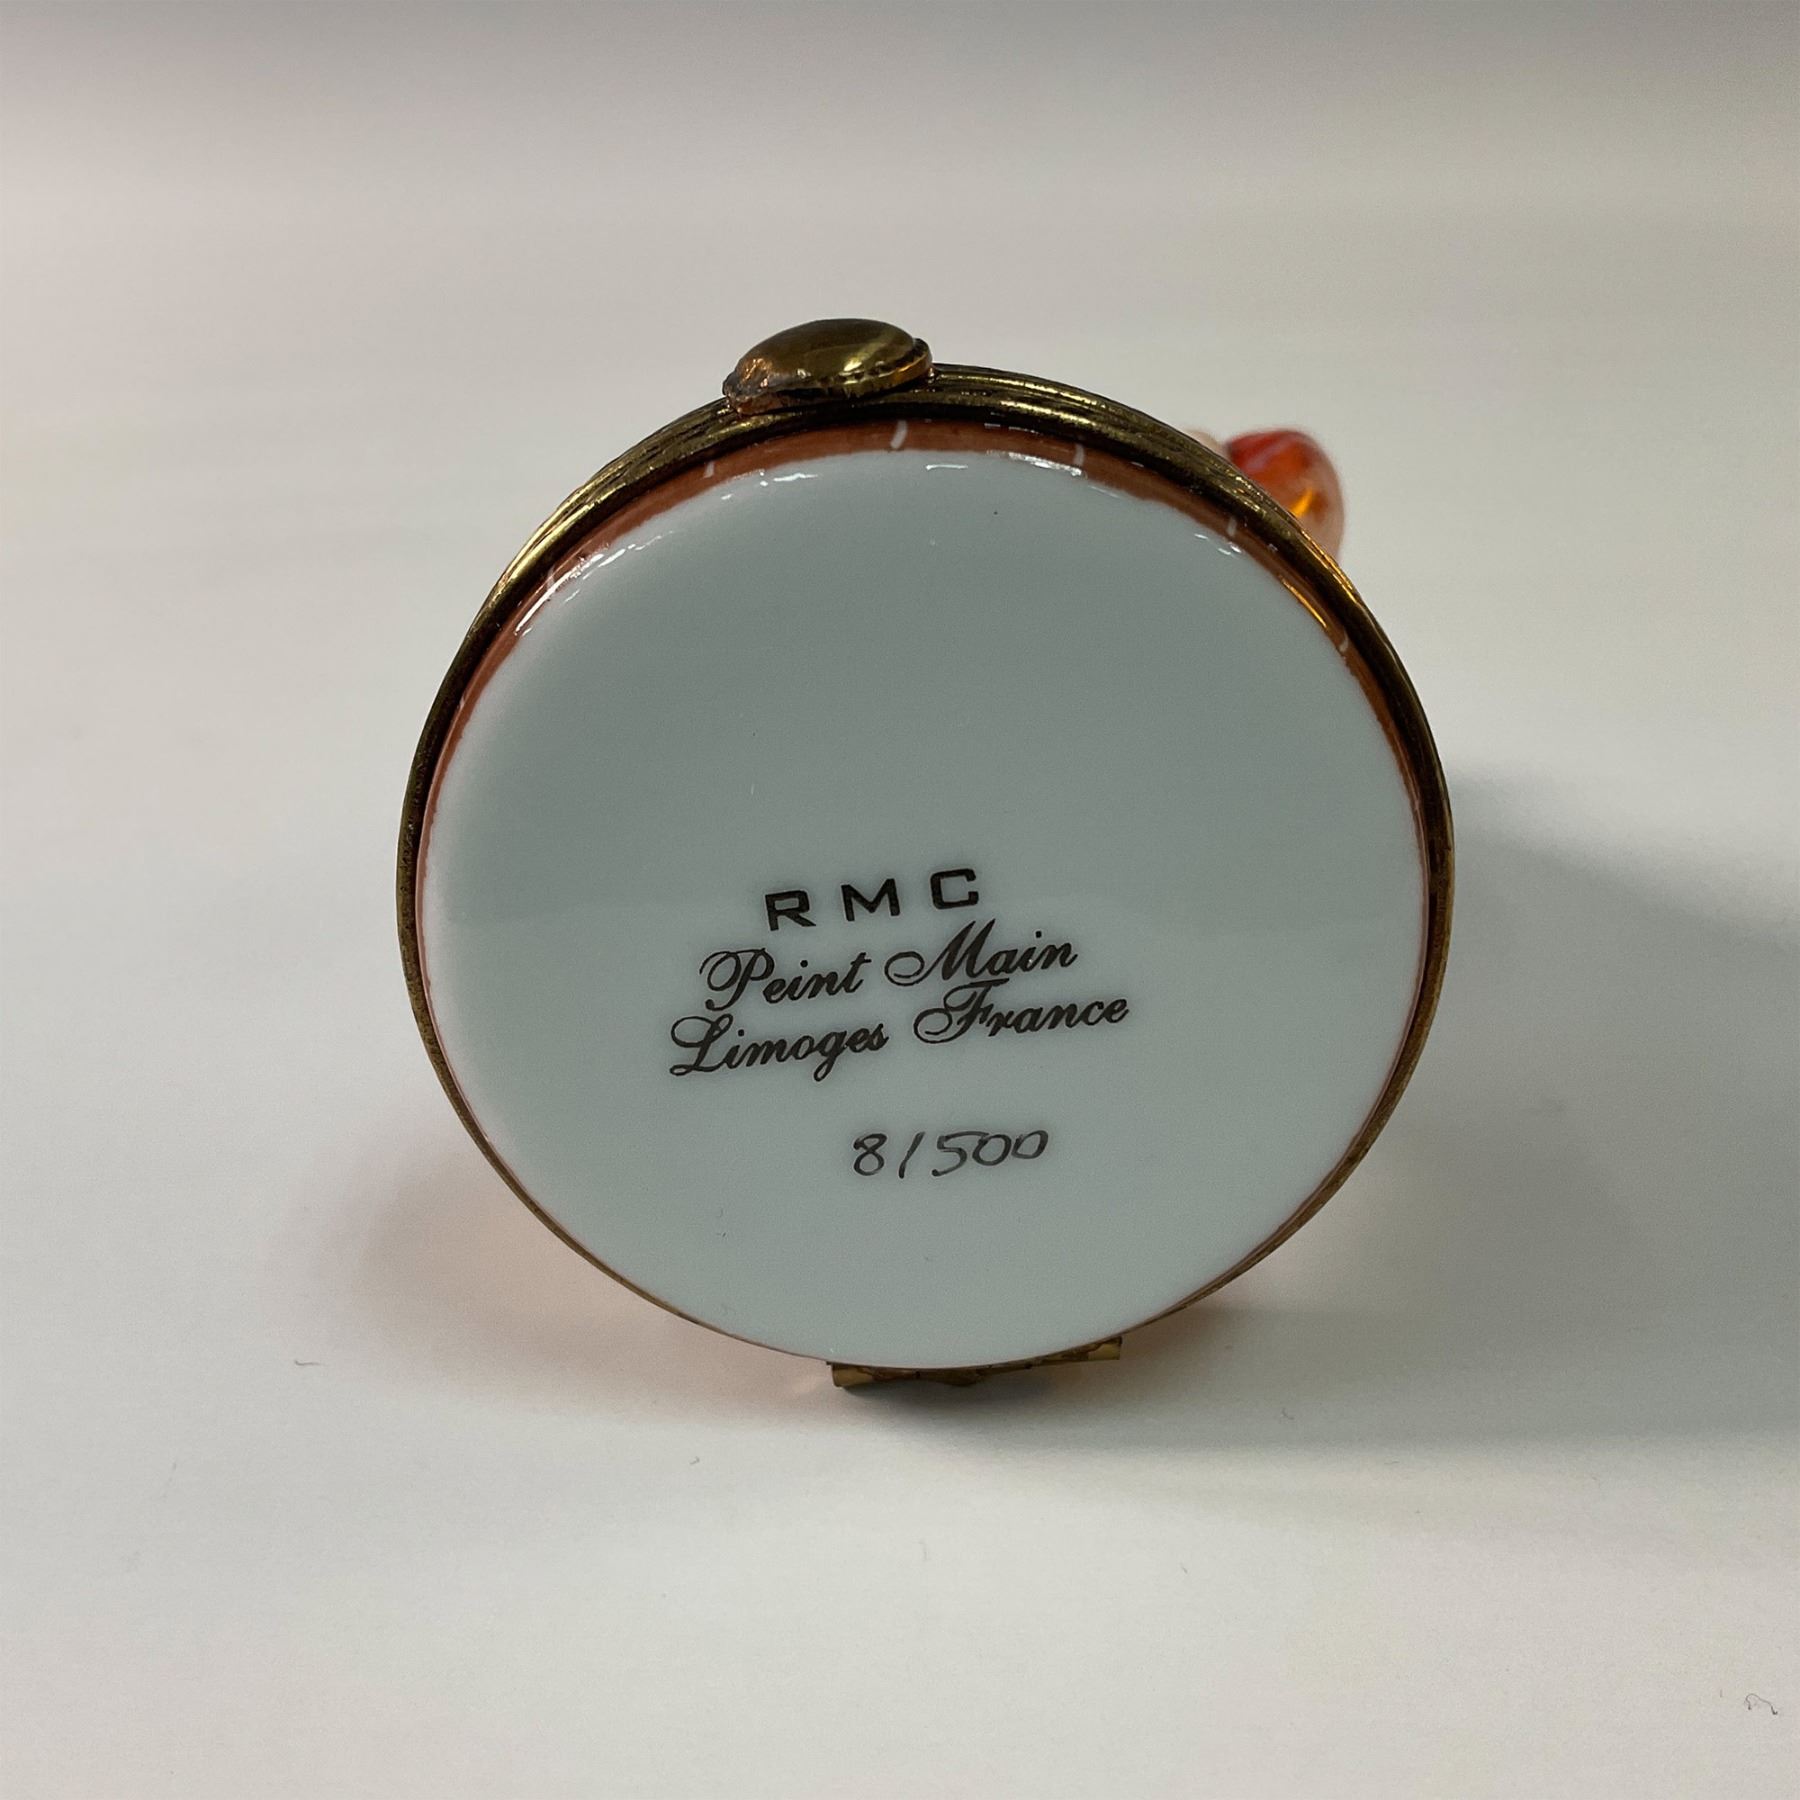 RMC
Peint Main
Limoges France
8/500